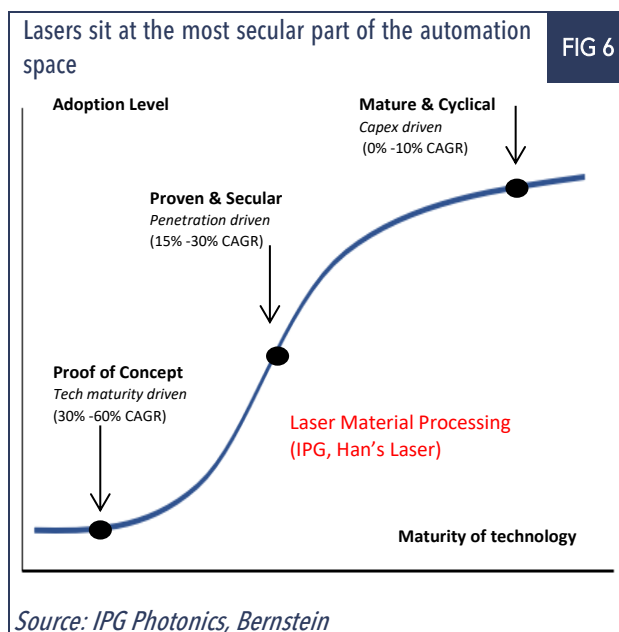 Lasers sit at the most secular part of the automation
space
FIG 6
Adoption Level
Mature & Cyclical
Capex driven
(0% -10% CAGR)
Proven & Secular
Penetration driven
(15% -30% CAGR)
Proof of Concept
Tech maturity driven
(30% -60% CAGR)
Laser Material Processing
(IPG, Han’s Laser)
Maturity of technology
Source: IPG Photonics, Bernstein